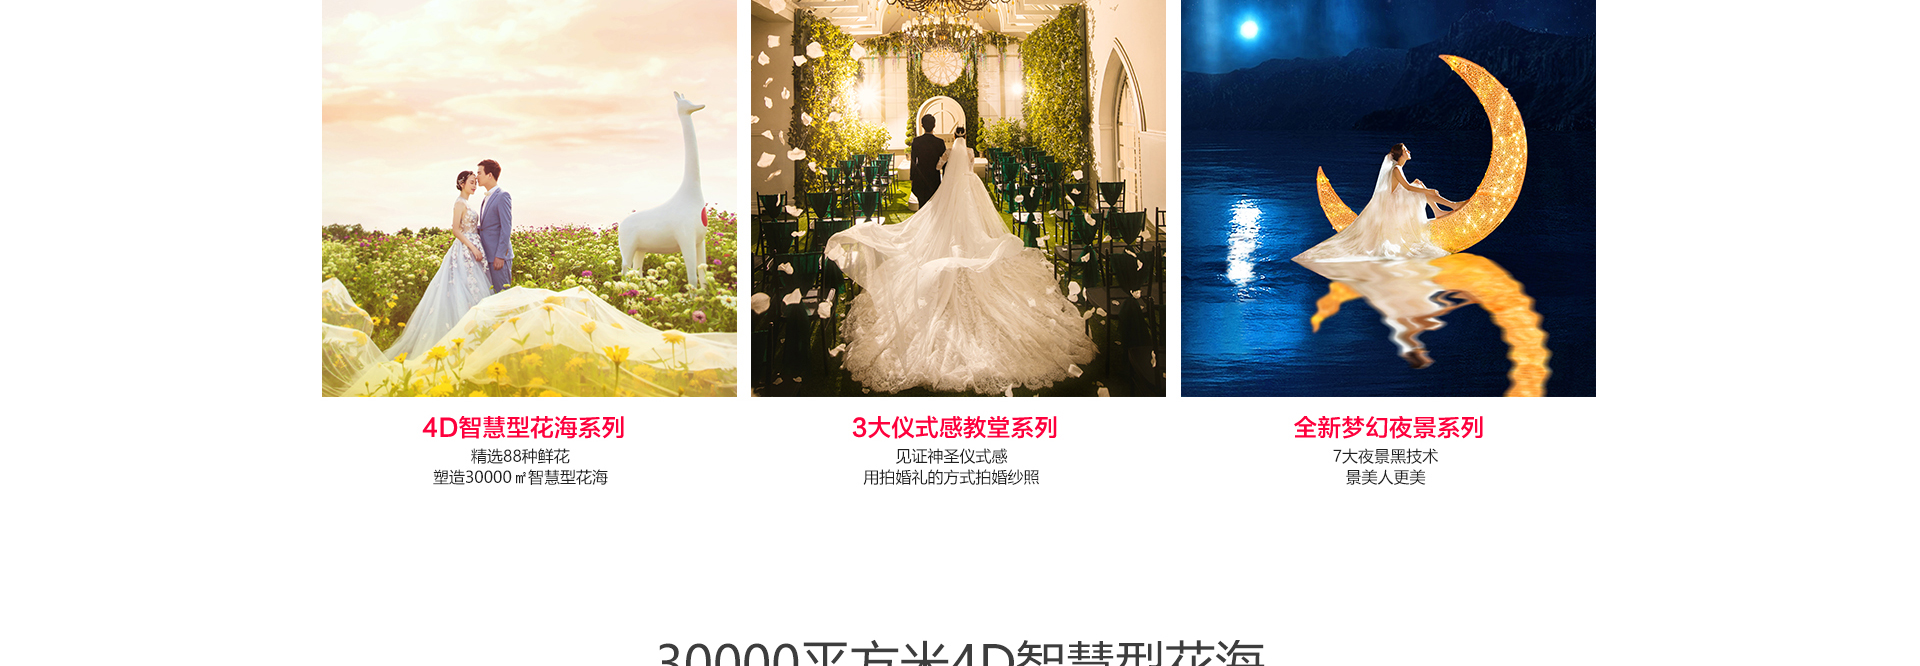 4D智慧型花海系列
精选88种鲜花
塑造30000㎡智慧型花海
3大仪式感教堂系列
见证神圣仪式感
用拍婚礼的方式拍婚纱照
全新梦幻夜景系列
7大夜景黑技术
景美人更美
30000平方米4D智慧型花海